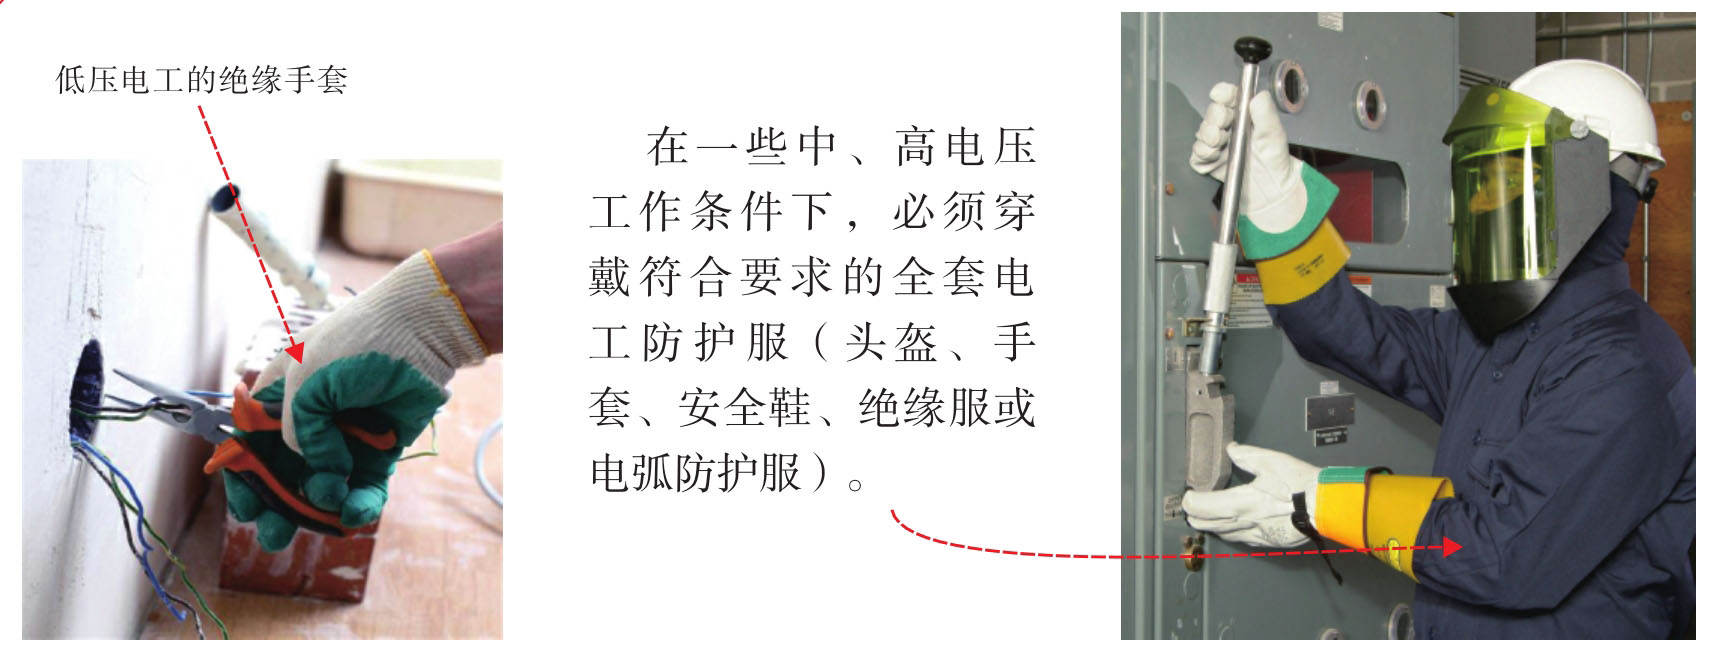 低压电工的绝缘手套
在一些中、高电压
工作条件下，必须穿
戴符合要求的全套电
工防护服（头盔、手
套、安全鞋、绝缘服或
电弧防护服）。